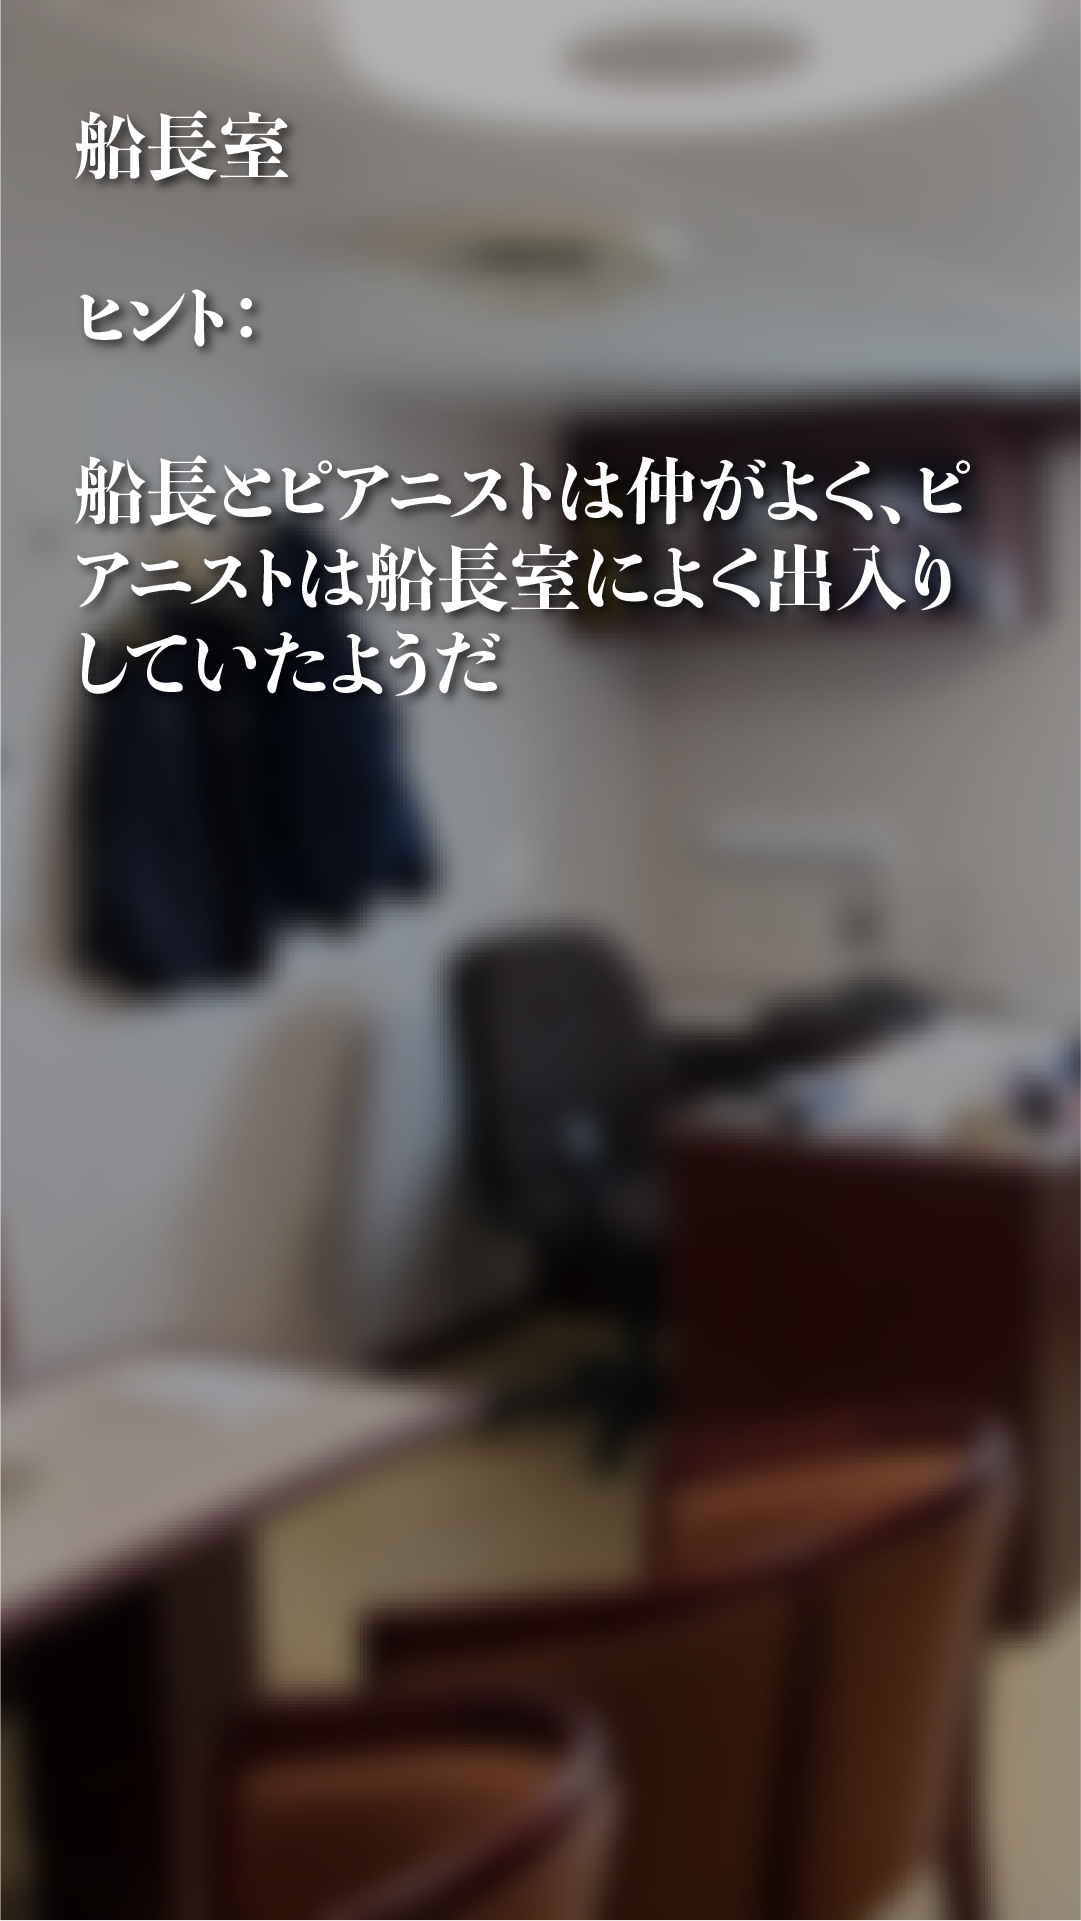 船長室
ヒント：
船長とピアニストは仲がよく、ピ
アニストは船長室によく出入り
していたようだ